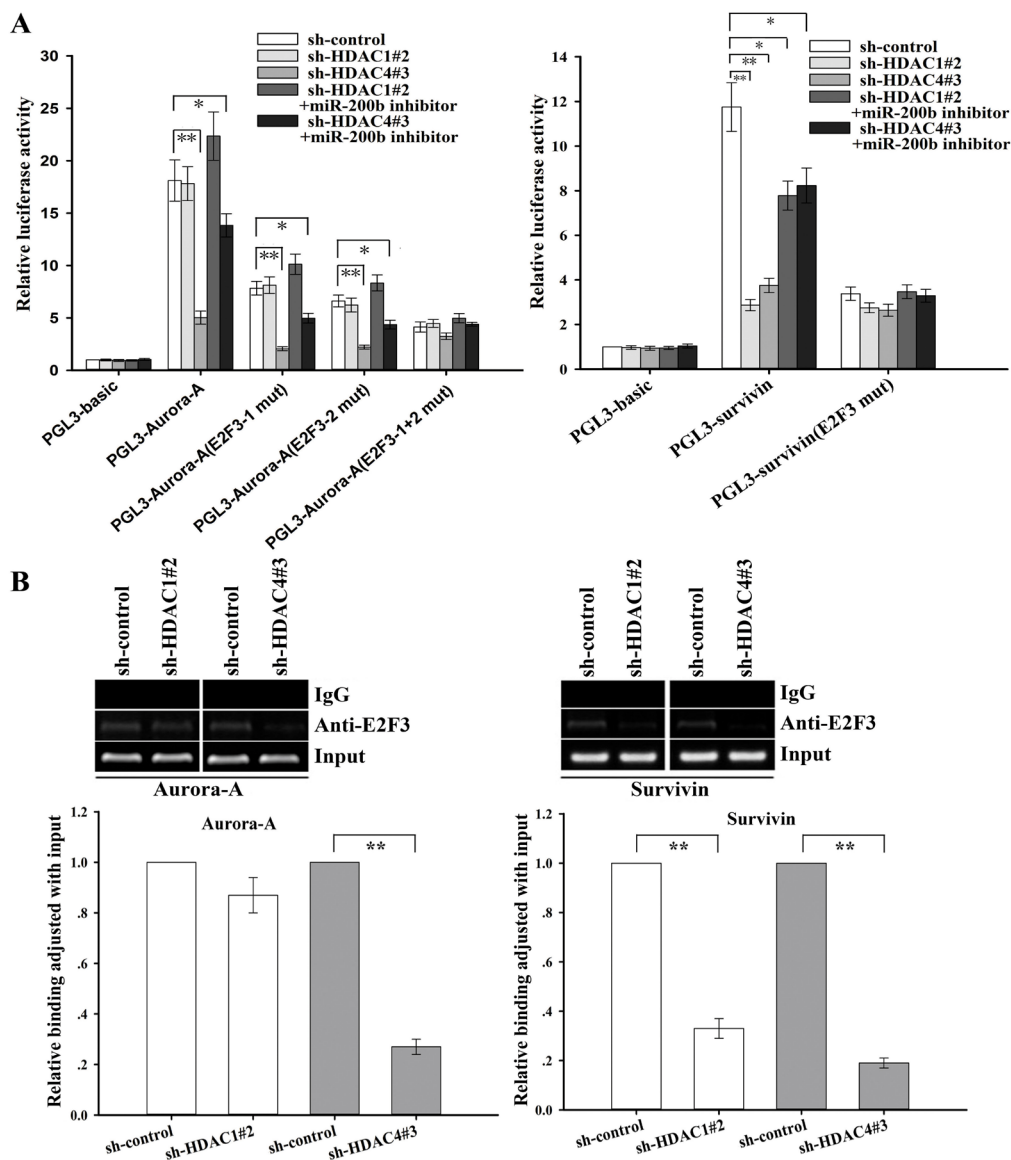 A
Relative luciferase activity
30
25
20
15
10
5
0
sh-control
sh-HDAC1#2
sh-HDAC4#3
sh-HDAC1#2
+miR-200b inhibitor
sh-HDAC4#3
+miR-200b inhibitor
*
**
*
**
*
**
PGL3-basic
PGL3-Aurora-A
PGL3-Aurora-A(E2F3-1 mut)
PGL3-Aurora-A(E2F3-2 mut)
PGL3-Aurora-A(E2F3-1+2 mut)
Relative luciferase activity
14
12
10
8
6
4
2
0
*
*
**
**
sh-control
sh-HDAC1#2
sh-HDAC4#3
sh-HDAC1#2
+miR-200b inhibitor
sh-HDAC4#3
+miR-200b inhibitor
PGL3-basic
PGL3-survivin
PGL3-survivin(E2F3 mut)
B
sh-control
sh-HDAC1#2
sh-control
sh-HDAC4#3
IgG
Anti-E2F3
Input
Aurora-A
sh-control
sh-HDAC1#2
sh-control
sh-HDAC4#3
IgG
Anti-E2F3
Input
Survivin
Relative binding adjusted with input
1.2
1.0
.8
.6
.4
.2
0.0
Aurora-A
**
sh-control
sh-HDAC1#2
sh-control
sh-HDAC4#3
Relative binding adjusted with input
1.2
1.0
.8
.6
.4
.2
0.0
Survivin
**
**
sh-control
sh-HDAC1#2
sh-control
sh-HDAC4#3